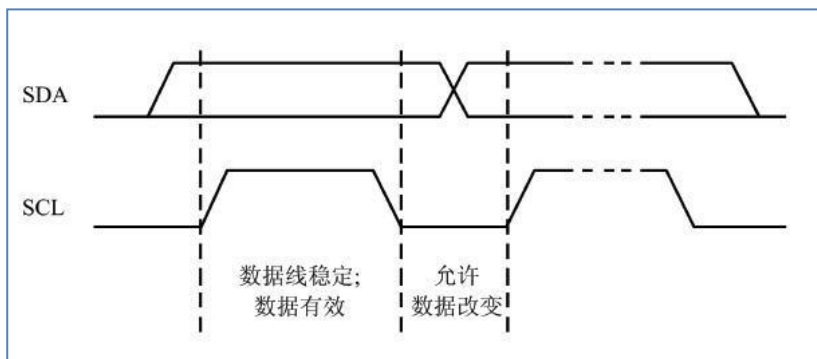 SDA
SCL
数据线稳定;
数据有效
允许
数据改变